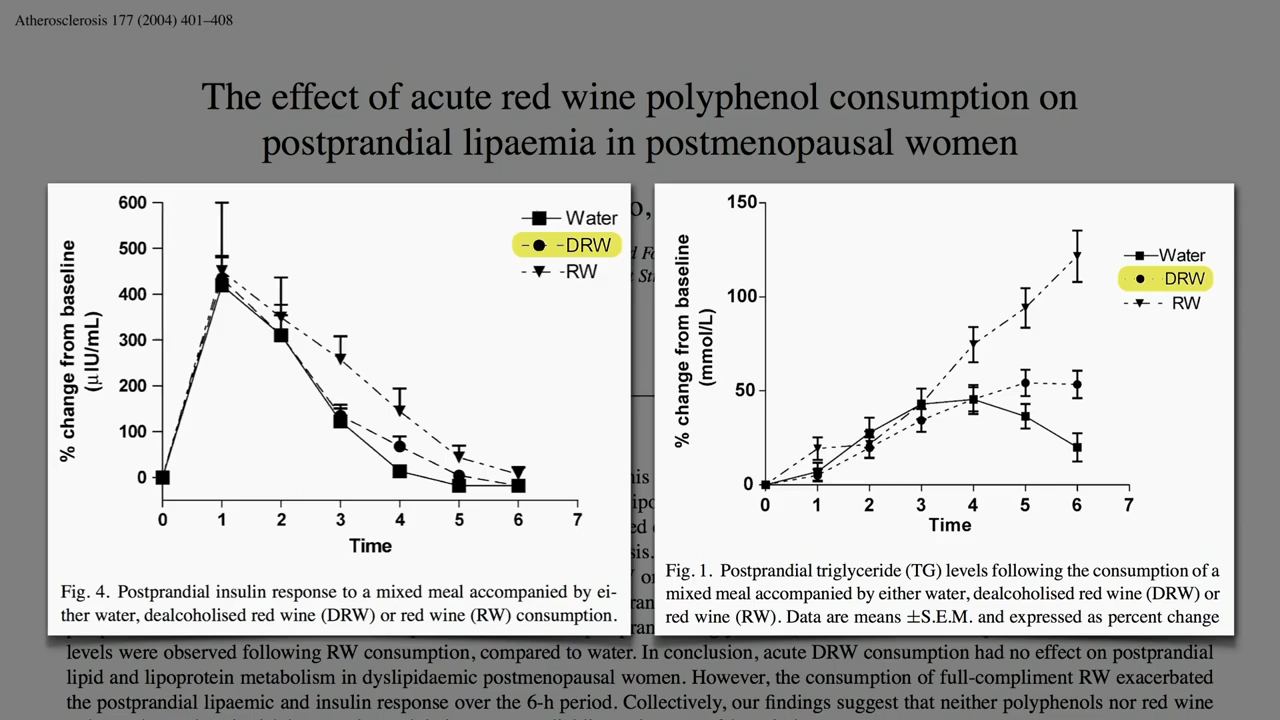 Atherosclerosis 177 (2004) 401–408
The effect of acute red wine polyphenol consumption on
postprandial lipaemia in postmenopausal women
600
500
400
300
200
100
0
% change from baseline
(μIU/mL)
Water
DRW
RW
0 1 2 3 4 5 6 7
Time
Fig. 4. Postprandial insulin response to a mixed meal accompanied by ei-
ther water, dealcoholised red wine (DRW) or red wine (RW) consumption.
150
100
50
0
% change from baseline
(mmol/L)
Water
DRW
RW
0 1 2 3 4 5 6 7
Time
Fig. 1. Postprandial triglyceride (TG) levels following the consumption of a
mixed meal accompanied by either water, dealcoholised red wine (DRW) or
red wine (RW). Data are means ±S.E.M. and expressed as percent change
levels were observed following RW consumption, compared to water. In conclusion, acute DRW consumption had no effect on postprandial
lipid and lipoprotein metabolism in dyslipidaemic postmenopausal women. However, the consumption of full-compliment RW exacerbated
the postprandial lipaemic and insulin response over the 6-h period. Collectively, our findings suggest that neither polyphenols nor red wine